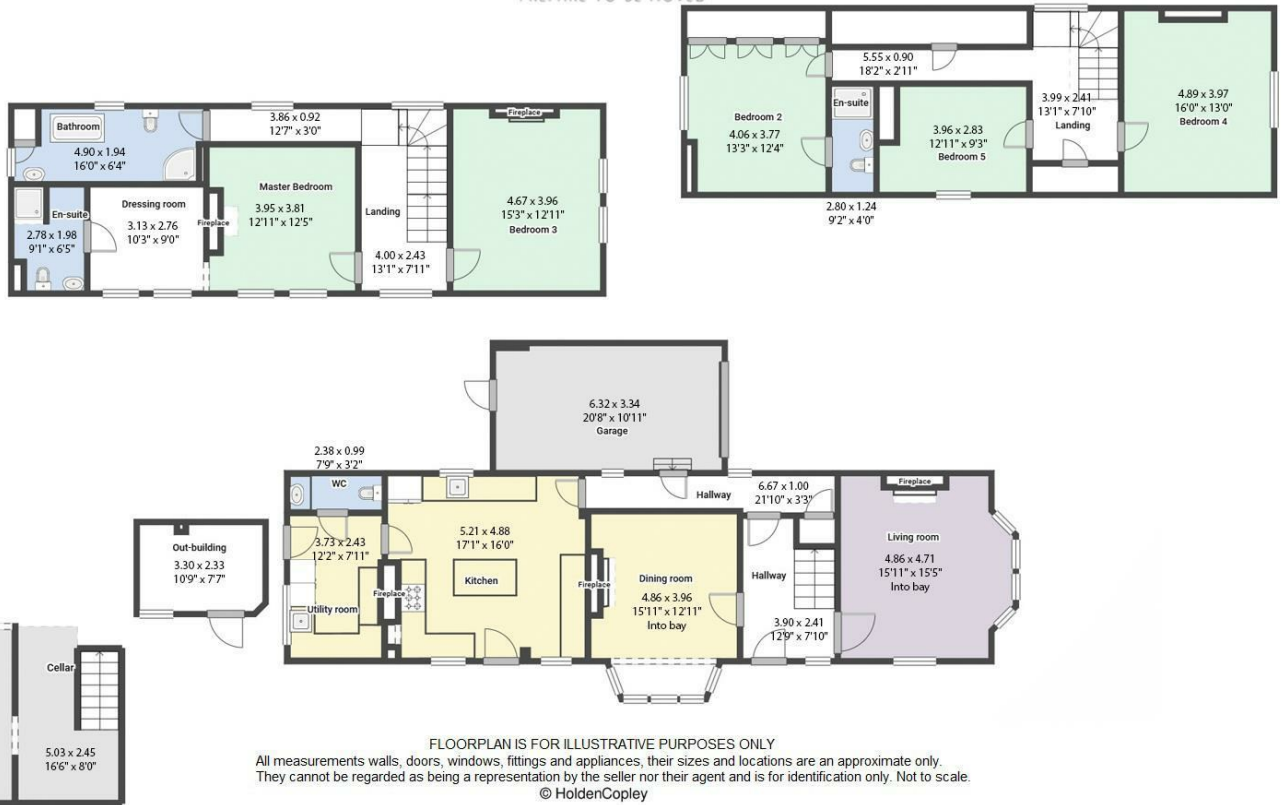 PREPARE TO BE MOVED
5.55 x 0.90
18'2" x 2'11"
Bedroom 2
4.06 x 3.77
13'3" x 12'4"
En-suite
2.80 x 1.24
9'2" x 4'0"
3.96 x 2.83
12'11" x 9'3"
Bedroom 5
3.99 x 2.41
13'1" x 7'10"
Landing
4.89 x 3.97
16'0" x 13'0"
Bedroom 4
Bathroom
4.90 x 1.94
16'0" x 6'4"
3.86 x 0.92
12'7" x 3'0"
En-suite
2.78 x 1.98
9'1" x 6'5"
Dressing room
3.13 x 2.76
10'3" x 9'0"
Fireplace
Master Bedroom
3.95 x 3.81
12'11" x 12'5"
Landing
4.00 x 2.43
13'1" x 7'11"
Fireplace
4.67 x 3.96
15'3" x 12'11"
Bedroom 3
6.32 x 3.34
20'8" x 10'11"
Garage
2.38 x 0.99
7'9" x 3'2"
WC
3.73 x 2.43
12'2" x 7'11"
Utility room
Fireplace
5.21 x 4.88
17'1" x 16'0"
Kitchen
Hallway
6.67 x 1.00
21'10" x 3'3"
Fireplace
Dining room
4.86 x 3.96
15'11" x 12'11"
Into bay
Hallway
3.90 x 2.41
12'9" x 7'10"
Fireplace
Living room
4.86 x 4.71
15'11" x 15'5"
Into bay
Out-building
3.30 x 2.33
10'9" x 7'7"
Cellar
5.03 x 2.45
16'6" x 8'0"
FLOORPLAN IS FOR ILLUSTRATIVE PURPOSES ONLY
All measurements walls, doors, windows, fittings and appliances, their sizes and locations are an approximate only.
They cannot be regarded as being a representation by the seller nor their agent and is for identification only. Not to scale.
© HoldenCopley